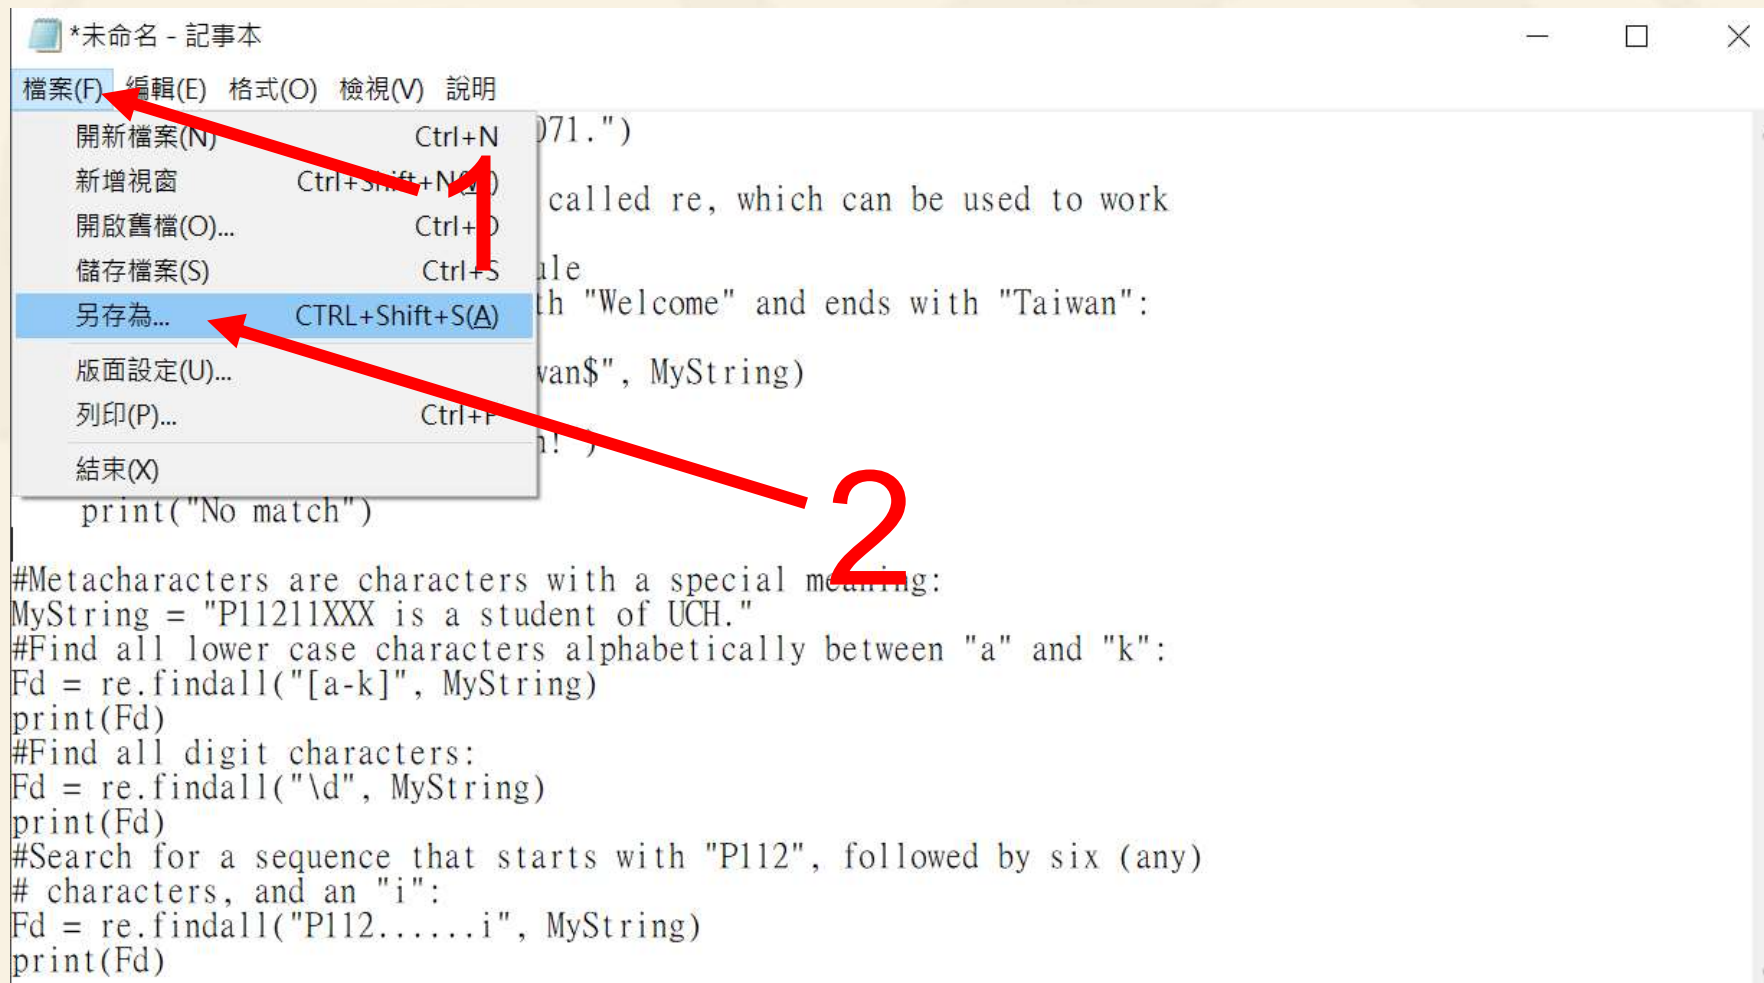 *未命名 - 記事本
檔案(F) 編輯(E) 格式(O) 檢視(V) 說明
開新檔案(N) Ctrl+N
新增視窗 Ctrl+Shift+N
開啟舊檔(O)... Ctrl+O
儲存檔案(S) Ctrl+S
另存為... CTRL+Shift+S(A)
版面設定(U)...
列印(P)... Ctrl+P
結束(X)
1
2
071.")
called re, which can be used to work
ule
th "Welcome" and ends with "Taiwan":
wan$", MyString)
print("No match")
#Metacharacters are characters with a special meaning:
MyString = "P11211XXX is a student of UCH."
#Find all lower case characters alphabetically between "a" and "k":
Fd = re.findall("[a-k]", MyString)
print(Fd)
#Find all digit characters:
Fd = re.findall("\d", MyString)
print(Fd)
#Search for a sequence that starts with "P112", followed by six (any)
# characters, and an "i":
Fd = re.findall("P112......i", MyString)
print(Fd)